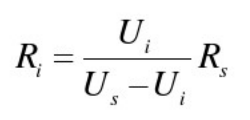 R_i = \frac{U_i}{U_s - U_i} R_s